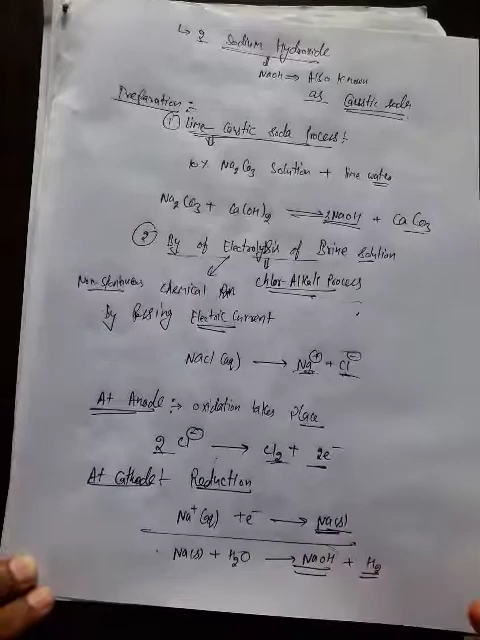 ↳ 2 Sodium Hydroxide
NaOH ⇒ Also known
as Caustic soda
Preparation :-
① Lime Caustic soda process :
10% Na2CO3 Solution + lime water
Na2CO3 + Ca(OH)2 ⇌ 2NaOH + CaCO3
② By of Electrolysis of Brine solution
Non spontaneous chemical Rxn Chlor-Alkali Process
By Passing Electric Current
NaCl (aq) ⟶ Na⊕ + Cl⊖
At Anode :→ oxidation takes place
2 Cl⊖ ⟶ Cl2 + 2e-
At Cathode Reduction
Na+ (aq) + e- ⟶ Na(s)
Na(s) + H2O ⟶ NaOH + H2